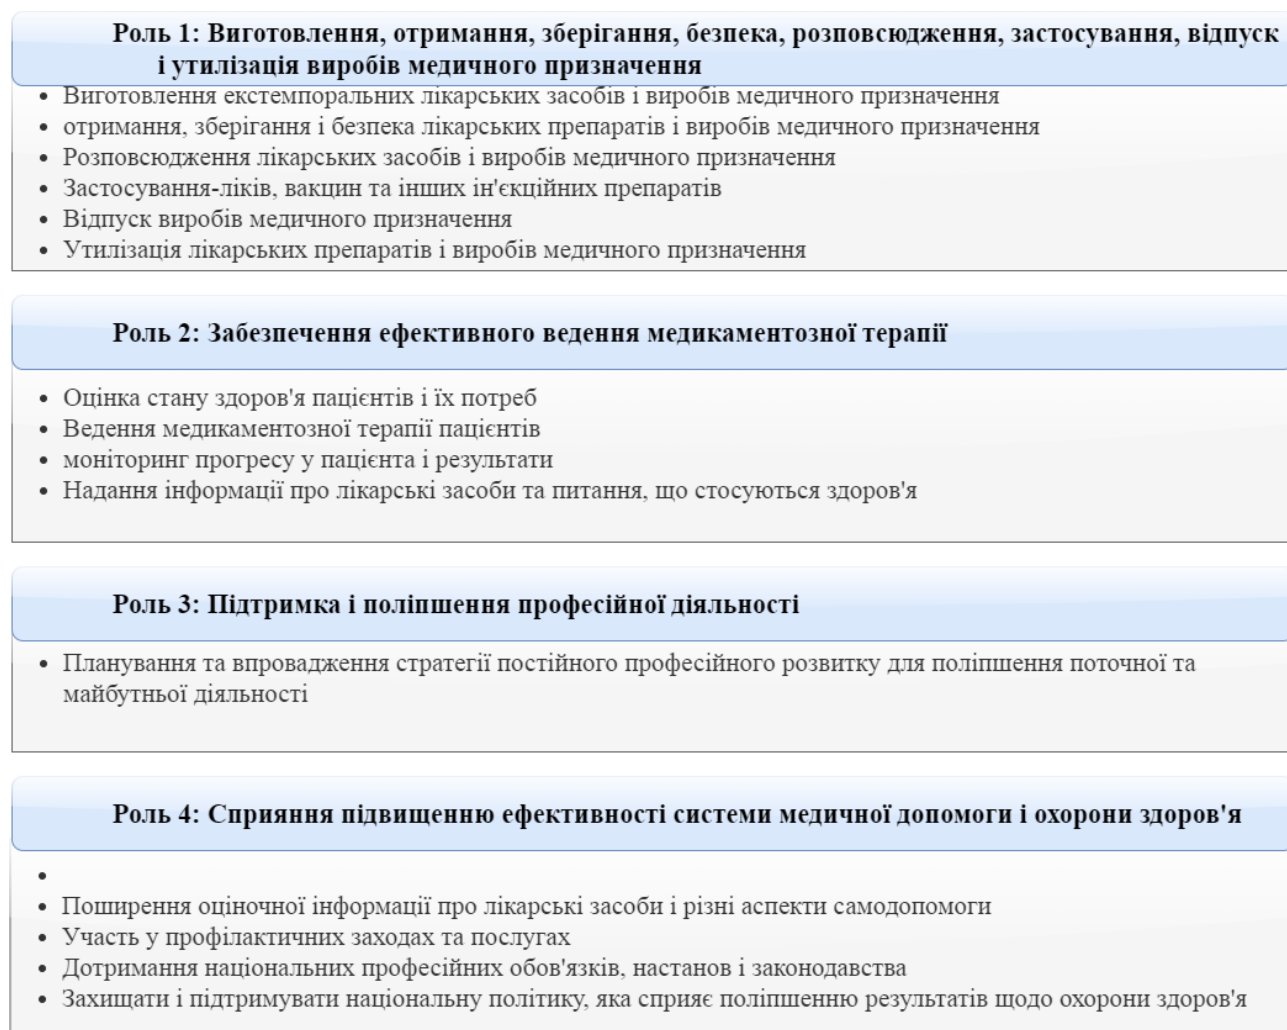 Роль 1: Виготовлення, отримання, зберігання, безпека, розповсюдження, застосування, відпуск
і утилізація виробів медичного призначення
• Виготовлення екстемпоральних лікарських засобів і виробів медичного призначення
• отримання, зберігання і безпека лікарських препаратів і виробів медичного призначення
• Розповсюдження лікарських засобів і виробів медичного призначення
• Застосування-ліків, вакцин та інших ін'єкційних препаратів
• Відпуск виробів медичного призначення
• Утилізація лікарських препаратів і виробів медичного призначення
Роль 2: Забезпечення ефективного ведення медикаментозної терапії
• Оцінка стану здоров'я пацієнтів і їх потреб
• Ведення медикаментозної терапії пацієнтів
• моніторинг прогресу у пацієнта і результати
• Надання інформації про лікарські засоби та питання, що стосуються здоров'я
Роль 3: Підтримка і поліпшення професійної діяльності
• Планування та впровадження стратегії постійного професійного розвитку для поліпшення поточної та
майбутньої діяльності
Роль 4: Сприяння підвищенню ефективності системи медичної допомоги і охорони здоров'я
•
• Поширення оціночної інформації про лікарські засоби і різні аспекти самодопомоги
• Участь у профілактичних заходах та послугах
• Дотримання національних професійних обов'язків, настанов і законодавства
• Захищати і підтримувати національну політику, яка сприяє поліпшенню результатів щодо охорони здоров'я